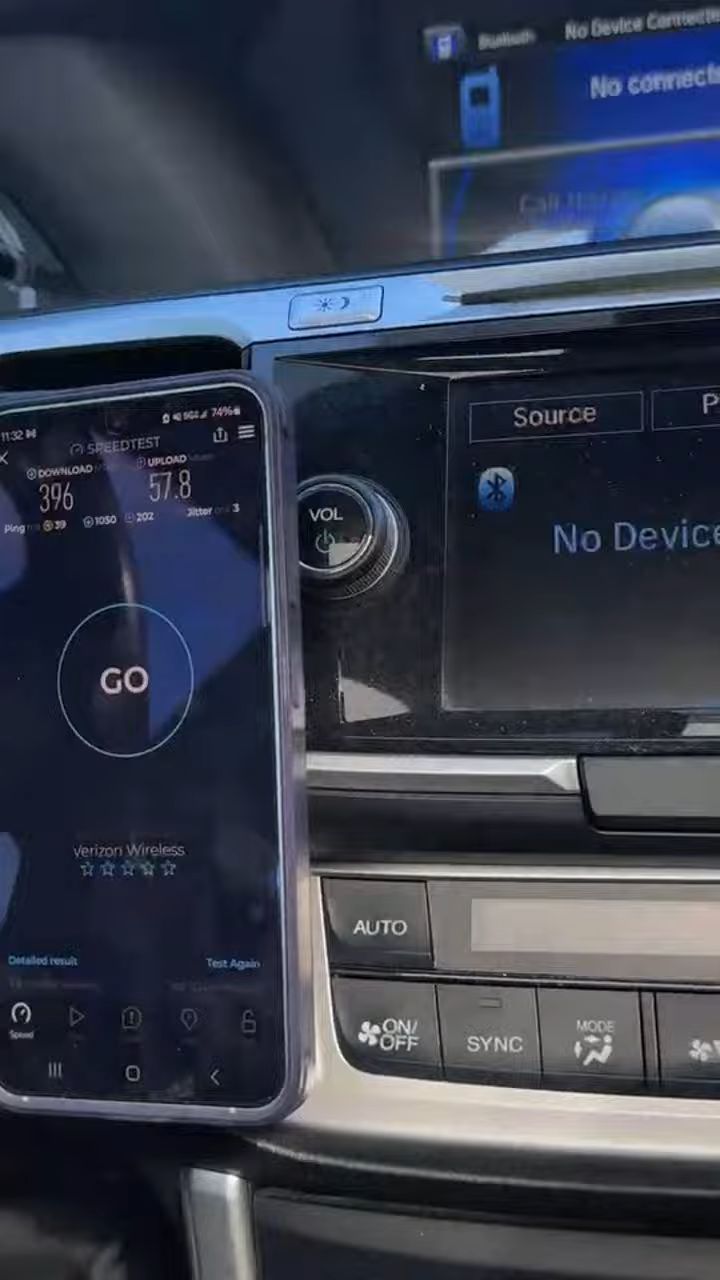 Bluetooth No Device Connecte
No connecte
Source P
No Device
VOL
11:32 74%
SPEEDTEST
DOWNLOAD UPLOAD
396 57.8
Ping 39 1050 202 Jitter 3
GO
Verizon Wireless
Detailed result Test Again
Speed
AUTO
ON/
OFF
SYNC
MODE